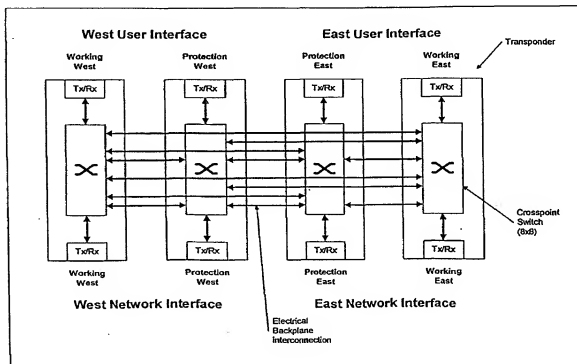 West User Interface
East User Interface
Working West
Protection West
Protection East
Working East
Transponder
Tx/Rx
Tx/Rx
Tx/Rx
Tx/Rx
Crosspoint Switch (8x8)
Tx/Rx
Tx/Rx
Tx/Rx
Tx/Rx
Working West
Protection West
Protection East
Working East
West Network Interface
East Network Interface
Electrical Backplane Interconnection